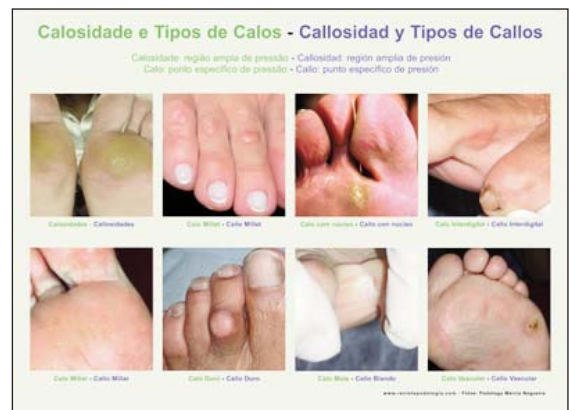 Calosidade e Tipos de Calos - Callosidad y Tipos de Callos
Calosidade: região ampla de pressão - Callosidad: región amplia de presión
Calo: ponto específico de pressão - Callo: punto específico de presión
Calosidades - Callosidades
Calo Millet - Callo Millet
Calo com núcleo - Callo con núcleo
Calo Interdigital - Callo Interdigital
Calo Miliar - Callo Miliar
Calo Duro - Callo Duro
Calo Mole - Callo Blando
Calo Vascular - Callo Vascular
www.revistapodologia.com - Fotos: Podóloga Márcia Nogueira